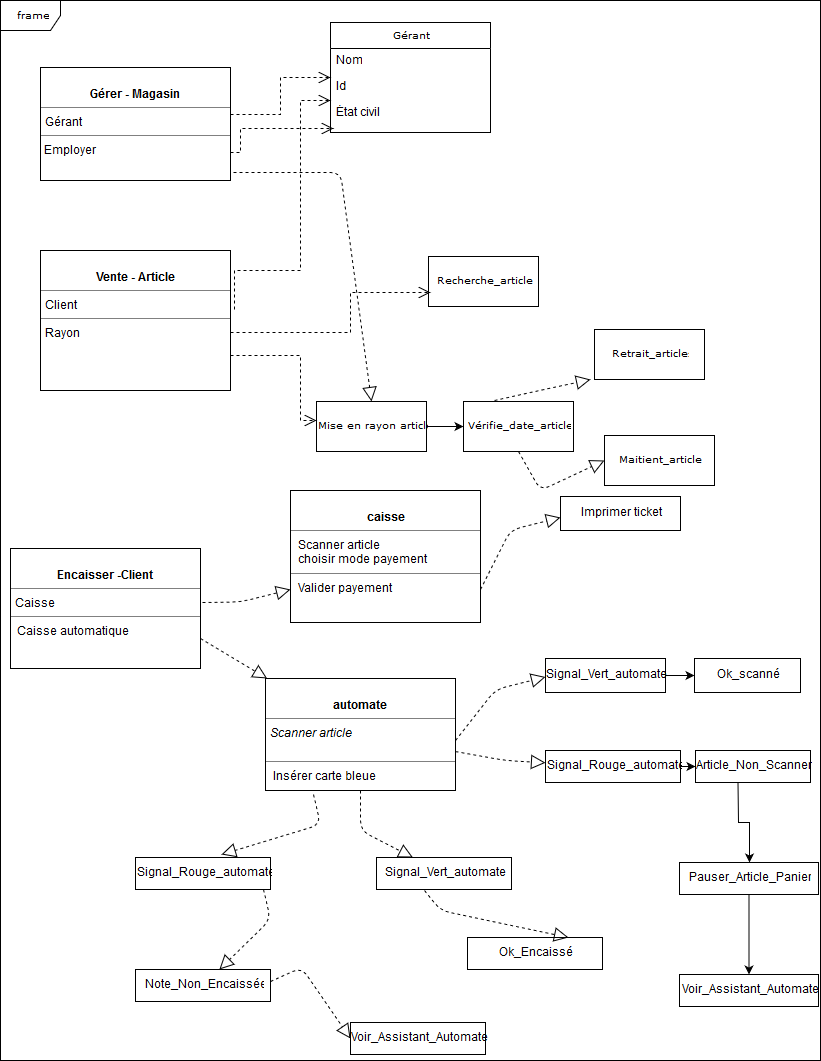 frame
Gérant
Nom
Id
État civil
Gérer - Magasin
Gérant
Employer
Vente - Article
Client
Rayon
Recherche_article
Retrait_article
Mise en rayon articl
Vérifie_date_article
Maitient_article
caisse
Scanner article
choisir mode payement
Valider payement
Imprimer ticket
Encaisser -Client
Caisse
Caisse automatique
automate
Scanner article
Insérer carte bleue
Signal_Vert_automate
Ok_scanné
Signal_Rouge_automate
Article_Non_Scanner
Signal_Rouge_automate
Signal_Vert_automate
Pauser_Article_Panier
Ok_Encaissé
Note_Non_Encaissée
Voir_Assistant_Automate
Voir_Assistant_Automate